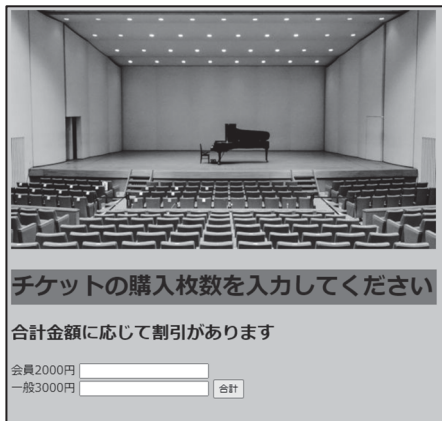 チケットの購入枚数を入力してください
合計金額に応じて割引があります
会員2000円
一般3000円 合計